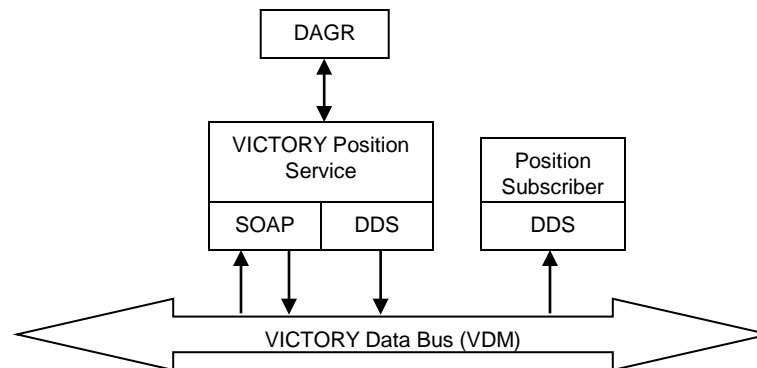 DAGR
VICTORY Position
Service
SOAP
DDS
Position
Subscriber
DDS
VICTORY Data Bus (VDM)